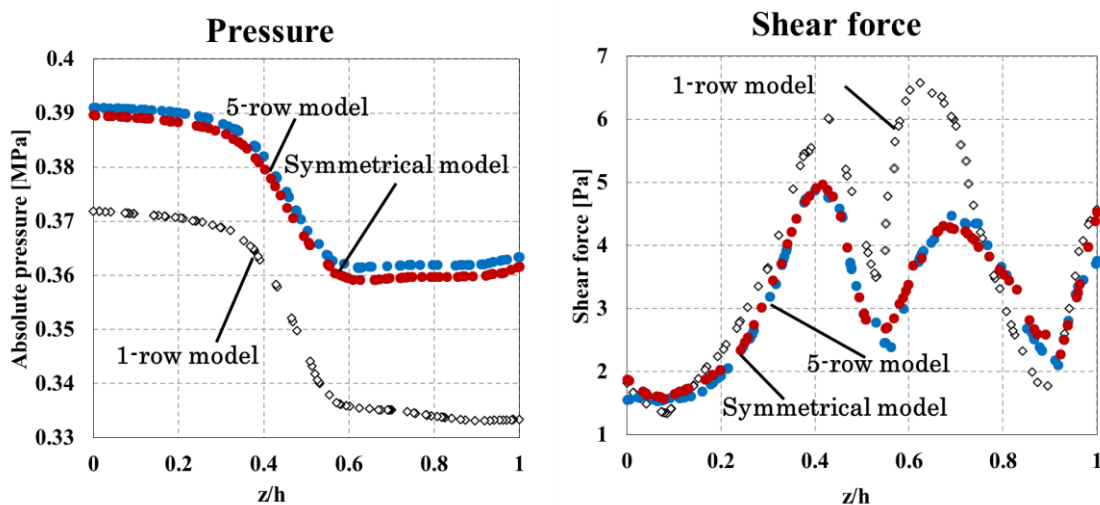 Pressure
Absolute pressure [MPa]
0.4
0.39
0.38
0.37
0.36
0.35
0.34
0.33
0
0.2
0.4
0.6
0.8
1
z/h
5-row model
Symmetrical model
1-row model
Shear force
Shear force [Pa]
7
6
5
4
3
2
1
0
0.2
0.4
0.6
0.8
1
z/h
1-row model
5-row model
Symmetrical model